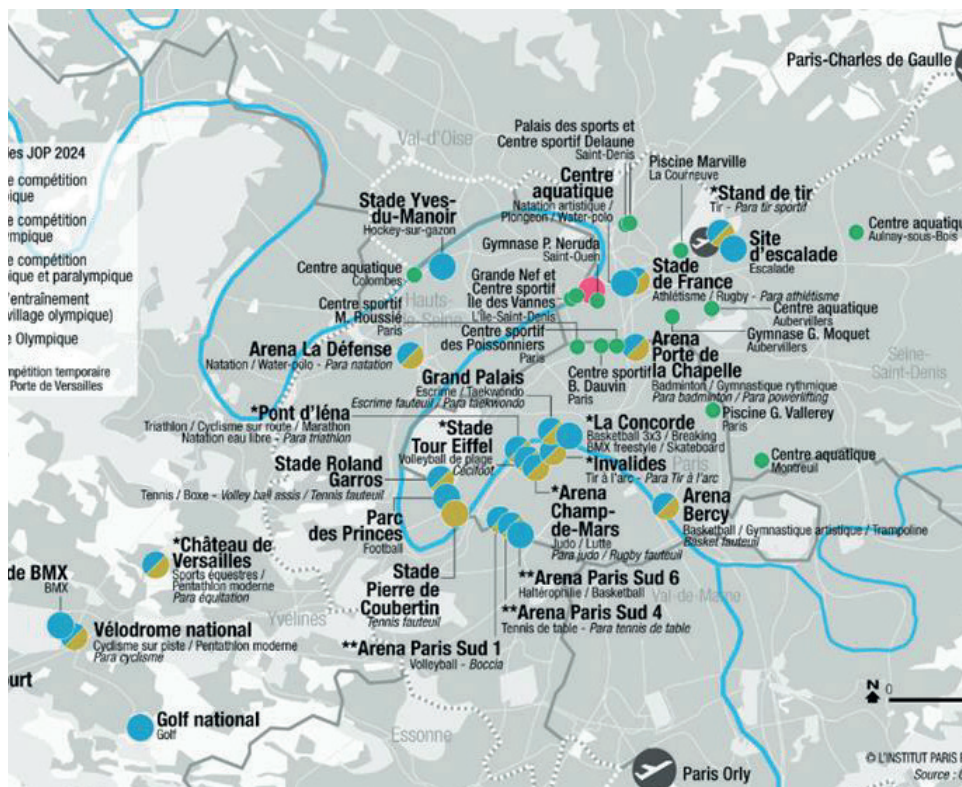 Paris-Charles de Gaulle
Val-d'Oise
Palais des sports et
Centre sportif Delaune
Saint-Denis
Piscine Marville
La Courneuve
es JOP 2024
e compétition
pique
e compétition
ympique
e compétition
pique et paralympique
'entraînement
village olympique)
e Olympique
ompétition temporaire
Porte de Versailles
Stade Yves-
du-Manoir
Hockey-sur-gazon
Centre
aquatique
Natation artistique /
Plongeon / Water-polo
*Stand de tir
Tir - Para tir sportif
Centre aquatique
Aulnay-sous-Bois
Site
d'escalade
Escalade
Gymnase P. Neruda
Saint-Ouen
Centre aquatique
Colombes
Grande Nef et
Centre sportif
Île des Vannes
L'Île-Saint-Denis
Stade
de France
Athlétisme / Rugby - Para athlétisme
Hauts-
de-Seine
Centre sportif
M. Roussié
Paris
Centre aquatique
Aubervillers
Gymnase G. Moquet
Aubervillers
Centre sportif
des Poissonniers
Paris
Arena La Défense
Natation / Water-polo - Para natation
Arena
Porte de
la Chapelle
Badminton / Gymnastique rythmique
Para badminton / Para powerlifting
Seine-
Saint-Denis
Centre sportif
B. Dauvin
Paris
Grand Palais
Escrime / Taekwondo
Escrime fauteuil / Para taekwondo
*Pont d'Iéna
Triathlon / Cyclisme sur route / Marathon
Natation eau libre - Para triathlon
Piscine G. Vallerey
Paris
*Stade
Tour Eiffel
Volleyball de plage
Cécifoot
*La Concorde
Basketball 3x3 / Breaking
BMX freestyle / Skateboard
Paris
*Invalides
Tir à l'arc - Para Tir à l'arc
Centre aquatique
Montreuil
Stade Roland
Garros
Tennis / Boxe - Volley ball assis / Tennis fauteuil
*Arena
Champ-
de-Mars
Judo / Lutte
Para judo / Rugby fauteuil
Arena
Bercy
Basketball / Gymnastique artistique / Trampoline
Basket fauteuil
Parc
des Princes
Football
*Château de
Versailles
Sports équestres /
Pentathlon moderne
Para équitation
de BMX
BMX
Stade
Pierre de
Coubertin
Tennis fauteuil
**Arena Paris Sud 6
Haltérophilie / Basketball
Val-de-Marne
**Arena Paris Sud 4
Tennis de table - Para tennis de table
Yvelines
Vélodrome national
Cyclisme sur piste / Pentathlon moderne
Para cyclisme
**Arena Paris Sud 1
Volleyball - Boccia
ourt
Golf national
Golf
Essonne
N
0
Paris Orly
© L'INSTITUT PARIS
Source :